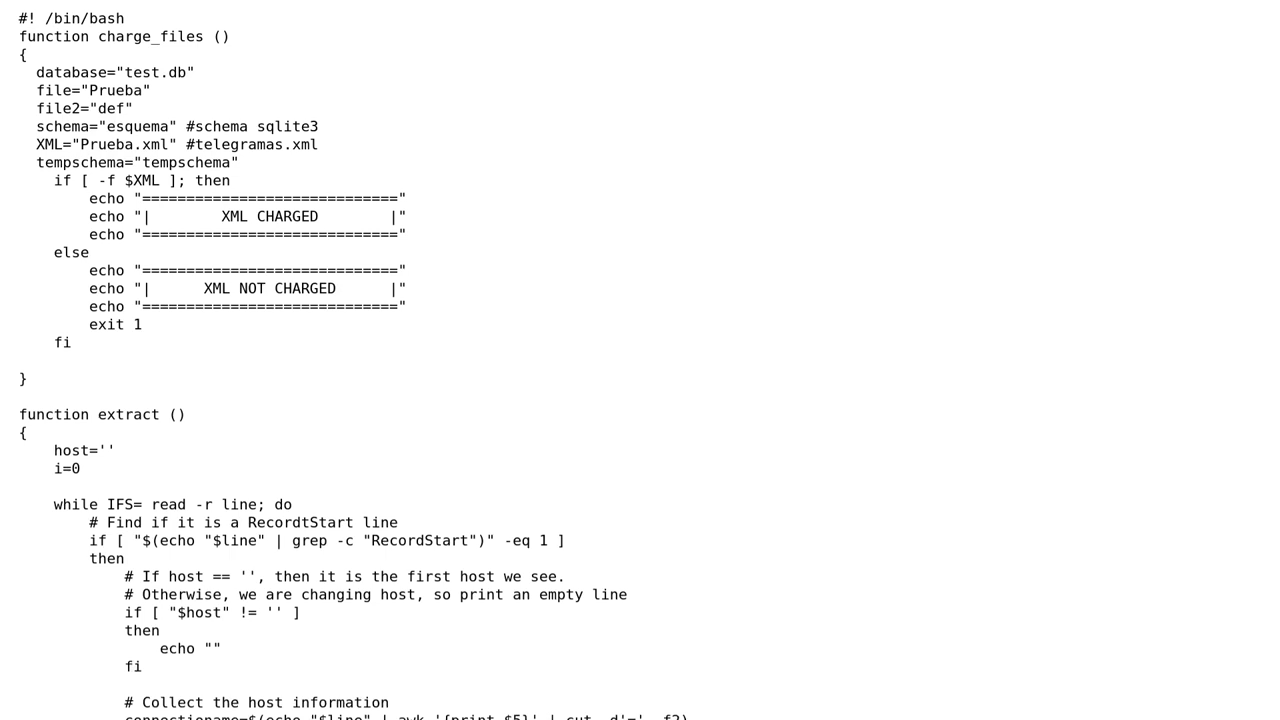 #! /bin/bash
function charge_files ()
{
  database="test.db"
  file="Prueba"
  file2="def"
  schema="esquema" #schema sqlite3
  XML="Prueba.xml" #telegramas.xml
  tempschema="tempschema"
    if [ -f $XML ]; then
        echo "============================="
        echo "|        XML CHARGED        |"
        echo "============================="
    else
        echo "============================="
        echo "|      XML NOT CHARGED      |"
        echo "============================="
        exit 1
    fi

}

function extract ()
{
    host=''
    i=0

    while IFS= read -r line; do
        # Find if it is a RecordtStart line
        if [ "$(echo "$line" | grep -c "RecordStart")" -eq 1 ]
        then
            # If host == '', then it is the first host we see.
            # Otherwise, we are changing host, so print an empty line
            if [ "$host" != '' ]
            then
                echo ""
            fi

            # Collect the host information